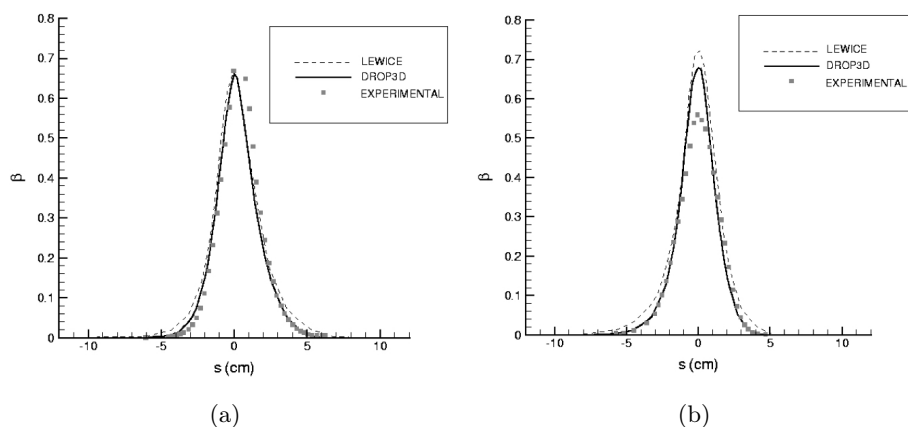 0.8
0.7
0.6
0.5
0.4
0.3
0.2
0.1
0
β
-10
-5
0
5
10
s (cm)
LEWICE
DROP3D
EXPERIMENTAL
(a)
0.8
0.7
0.6
0.5
0.4
0.3
0.2
0.1
0
β
-10
-5
0
5
10
s (cm)
LEWICE
DROP3D
EXPERIMENTAL
(b)